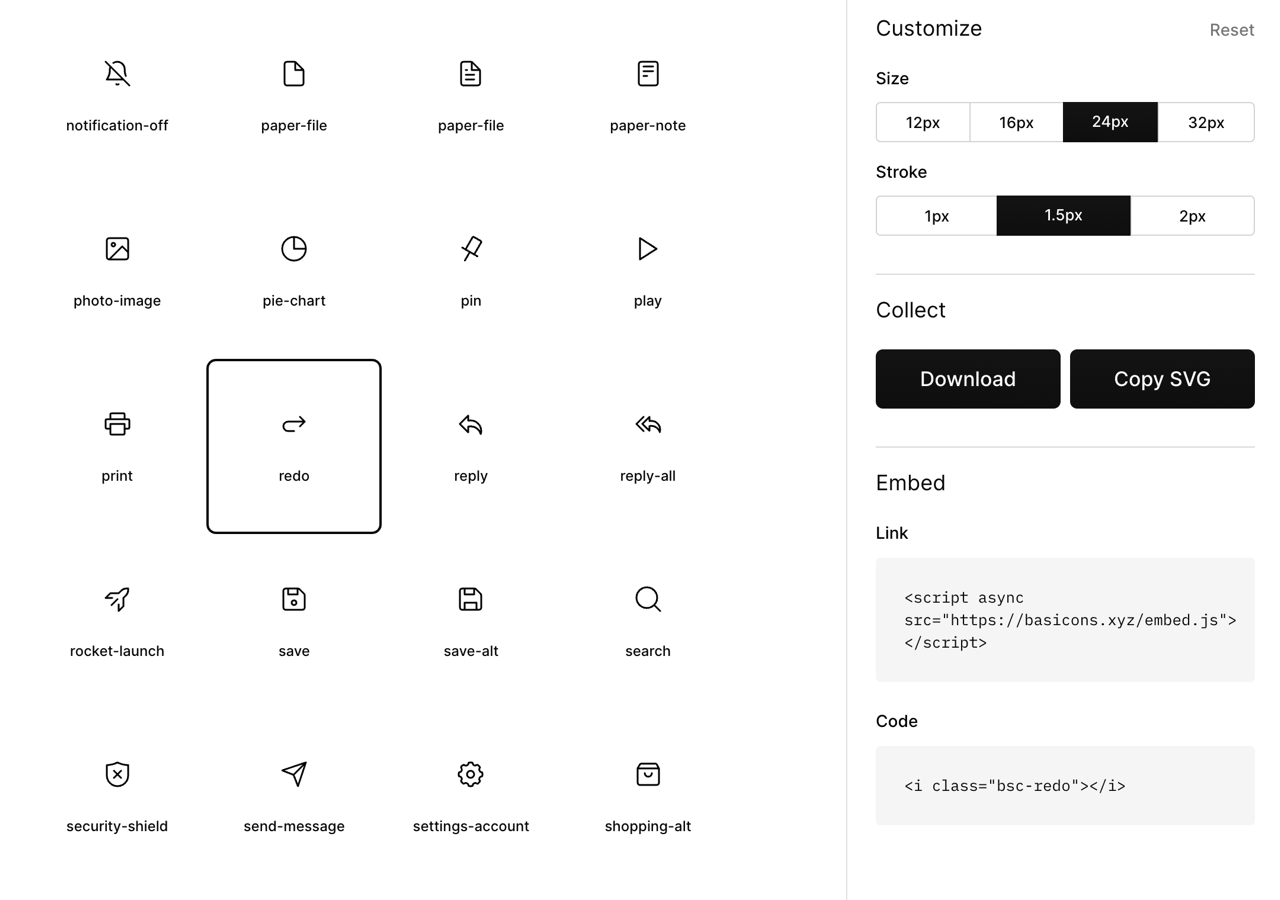 notification-off
paper-file
paper-file
paper-note
photo-image
pie-chart
pin
play
print
redo
reply
reply-all
rocket-launch
save
save-alt
search
security-shield
send-message
settings-account
shopping-alt
Customize
Reset
Size
12px
16px
24px
32px
Stroke
1px
1.5px
2px
Collect
Download
Copy SVG
Embed
Link
<script async
src="https://basicons.xyz/embed.js">
</script>
Code
<i class="bsc-redo"></i>